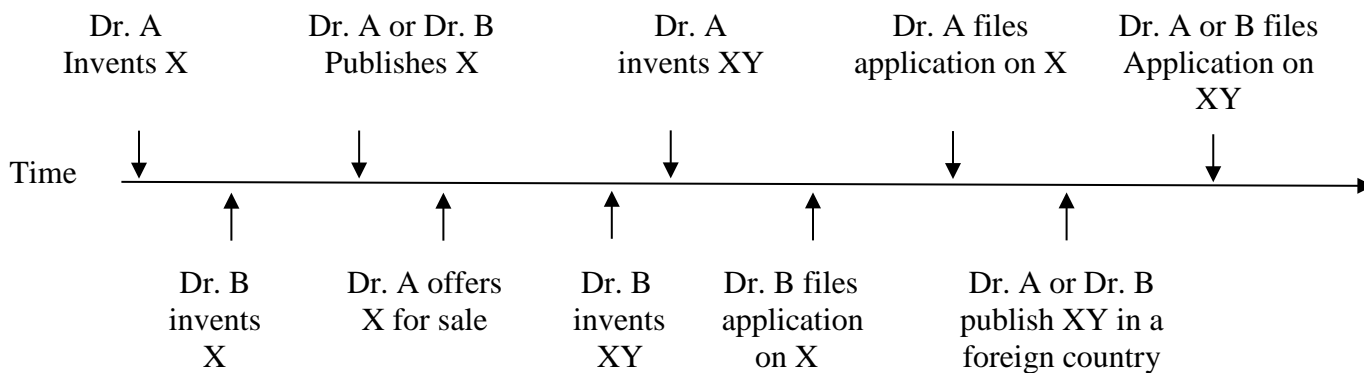 Dr. A
Invents X
Dr. A or Dr. B
Publishes X
Dr. A
invents XY
Dr. A files
application on X
Dr. A or B files
Application on
XY
Time
Dr. B
invents
X
Dr. A offers
X for sale
Dr. B
invents
XY
Dr. B files
application
on X
Dr. A or Dr. B
publish XY in a
foreign country